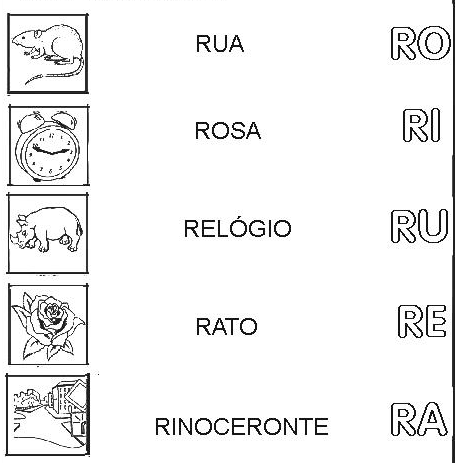 RUA RO
ROSA RI
RELÓGIO RU
RATO RE
RINOCERONTE RA